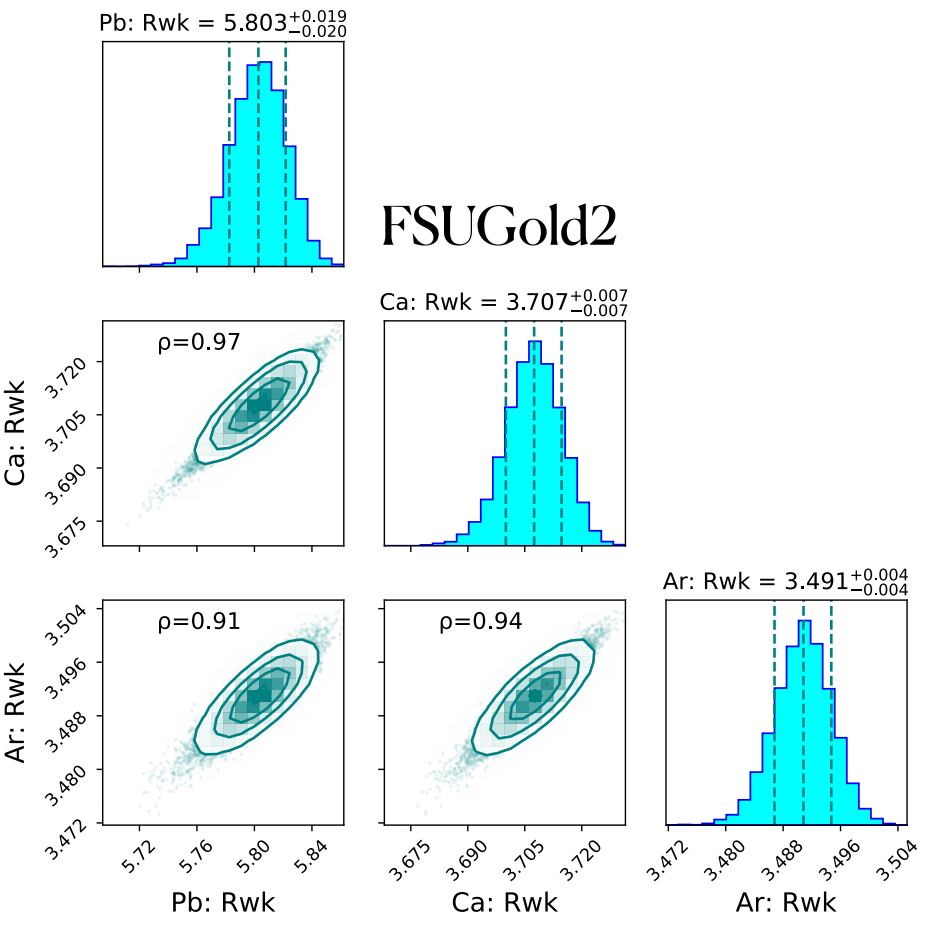 Pb: Rwk = 5.803+0.019 −0.020
FSUGold2
Ca: Rwk = 3.707+0.007 −0.007
ρ=0.97
3.720
3.705
3.690
3.675
Ca: Rwk
Ar: Rwk = 3.491+0.004 −0.004
ρ=0.91
ρ=0.94
3.504
3.496
3.488
3.480
3.472
Ar: Rwk
5.72 5.76 5.80 5.84
3.675 3.690 3.705 3.720
3.472 3.480 3.488 3.496 3.504
Pb: Rwk
Ca: Rwk
Ar: Rwk